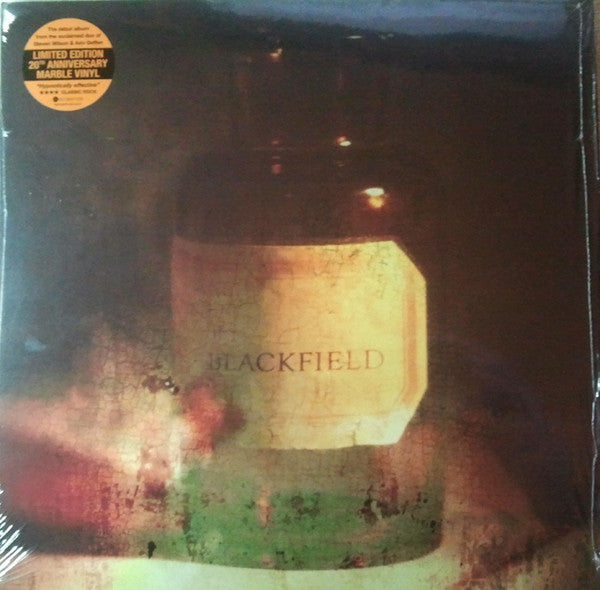 The debut album
from the acclaimed duo of
Steven Wilson & Aviv Geffen
LIMITED EDITION
20TH ANNIVERSARY
MARBLE VINYL
"Hypnotically effective"
★★★★ CLASSIC ROCK
BLACKFIELD